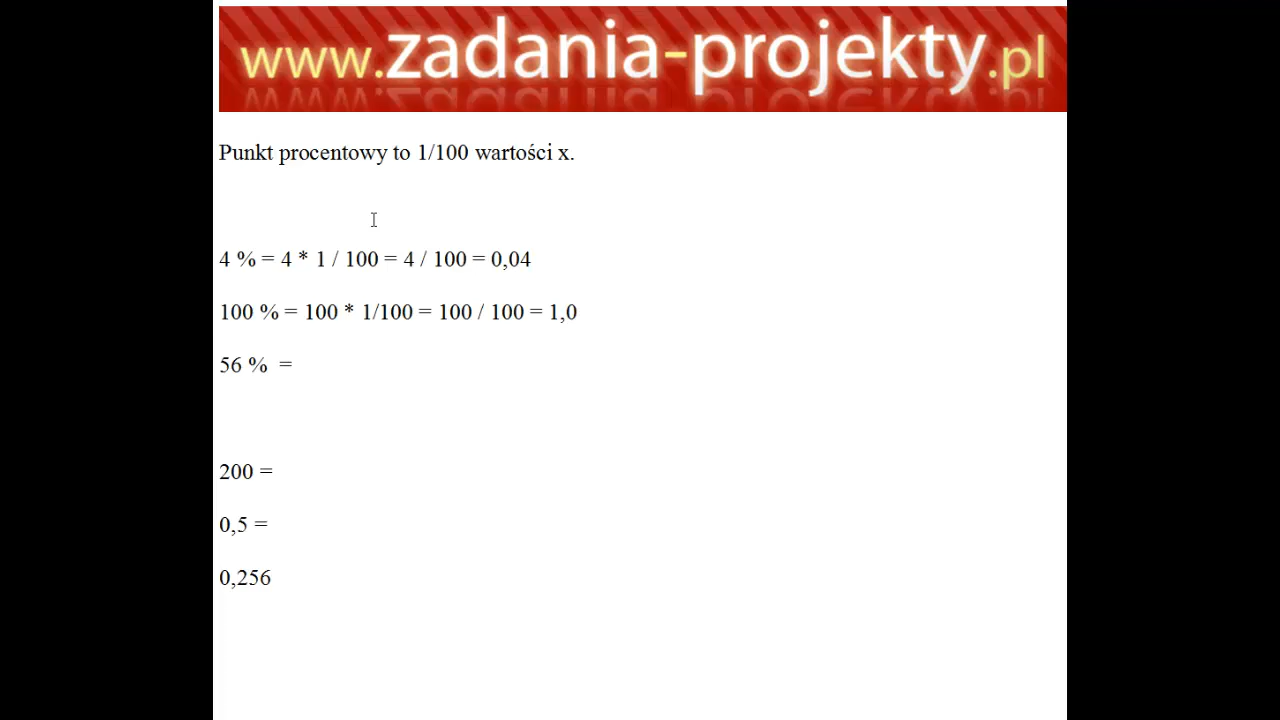 www.zadania-projekty.pl
Punkt procentowy to 1/100 wartości x.
4 % = 4 * 1 / 100 = 4 / 100 = 0,04
100 % = 100 * 1/100 = 100 / 100 = 1,0
56 %  =
200 =
0,5 =
0,256